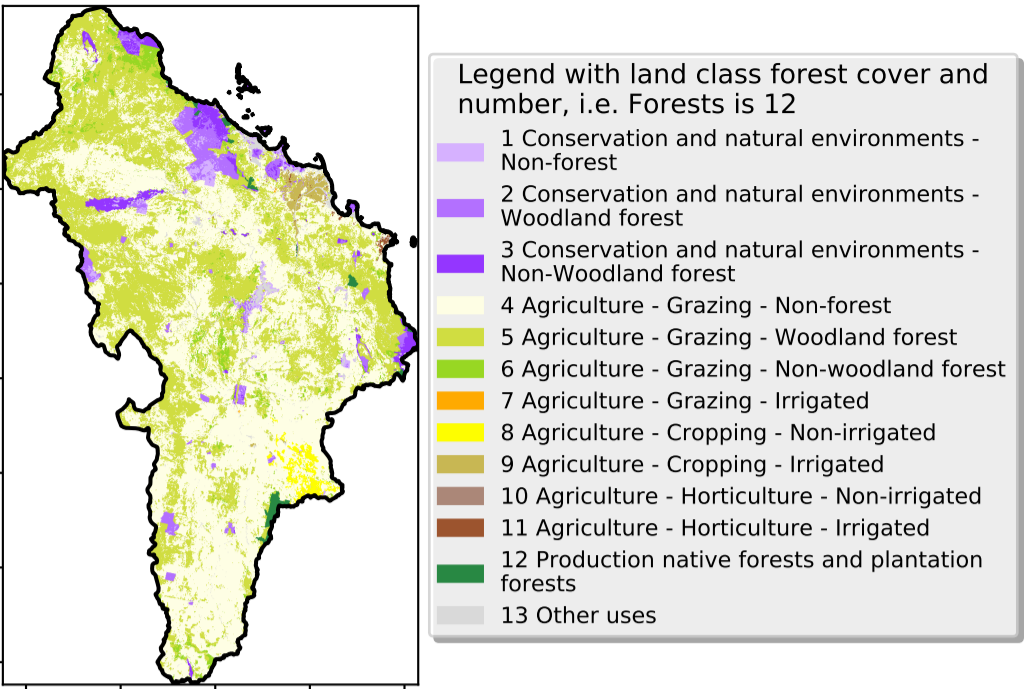 Legend with land class forest cover and
number, i.e. Forests is 12
1 Conservation and natural environments -
Non-forest
2 Conservation and natural environments -
Woodland forest
3 Conservation and natural environments -
Non-Woodland forest
4 Agriculture - Grazing - Non-forest
5 Agriculture - Grazing - Woodland forest
6 Agriculture - Grazing - Non-woodland forest
7 Agriculture - Grazing - Irrigated
8 Agriculture - Cropping - Non-irrigated
9 Agriculture - Cropping - Irrigated
10 Agriculture - Horticulture - Non-irrigated
11 Agriculture - Horticulture - Irrigated
12 Production native forests and plantation
forests
13 Other uses